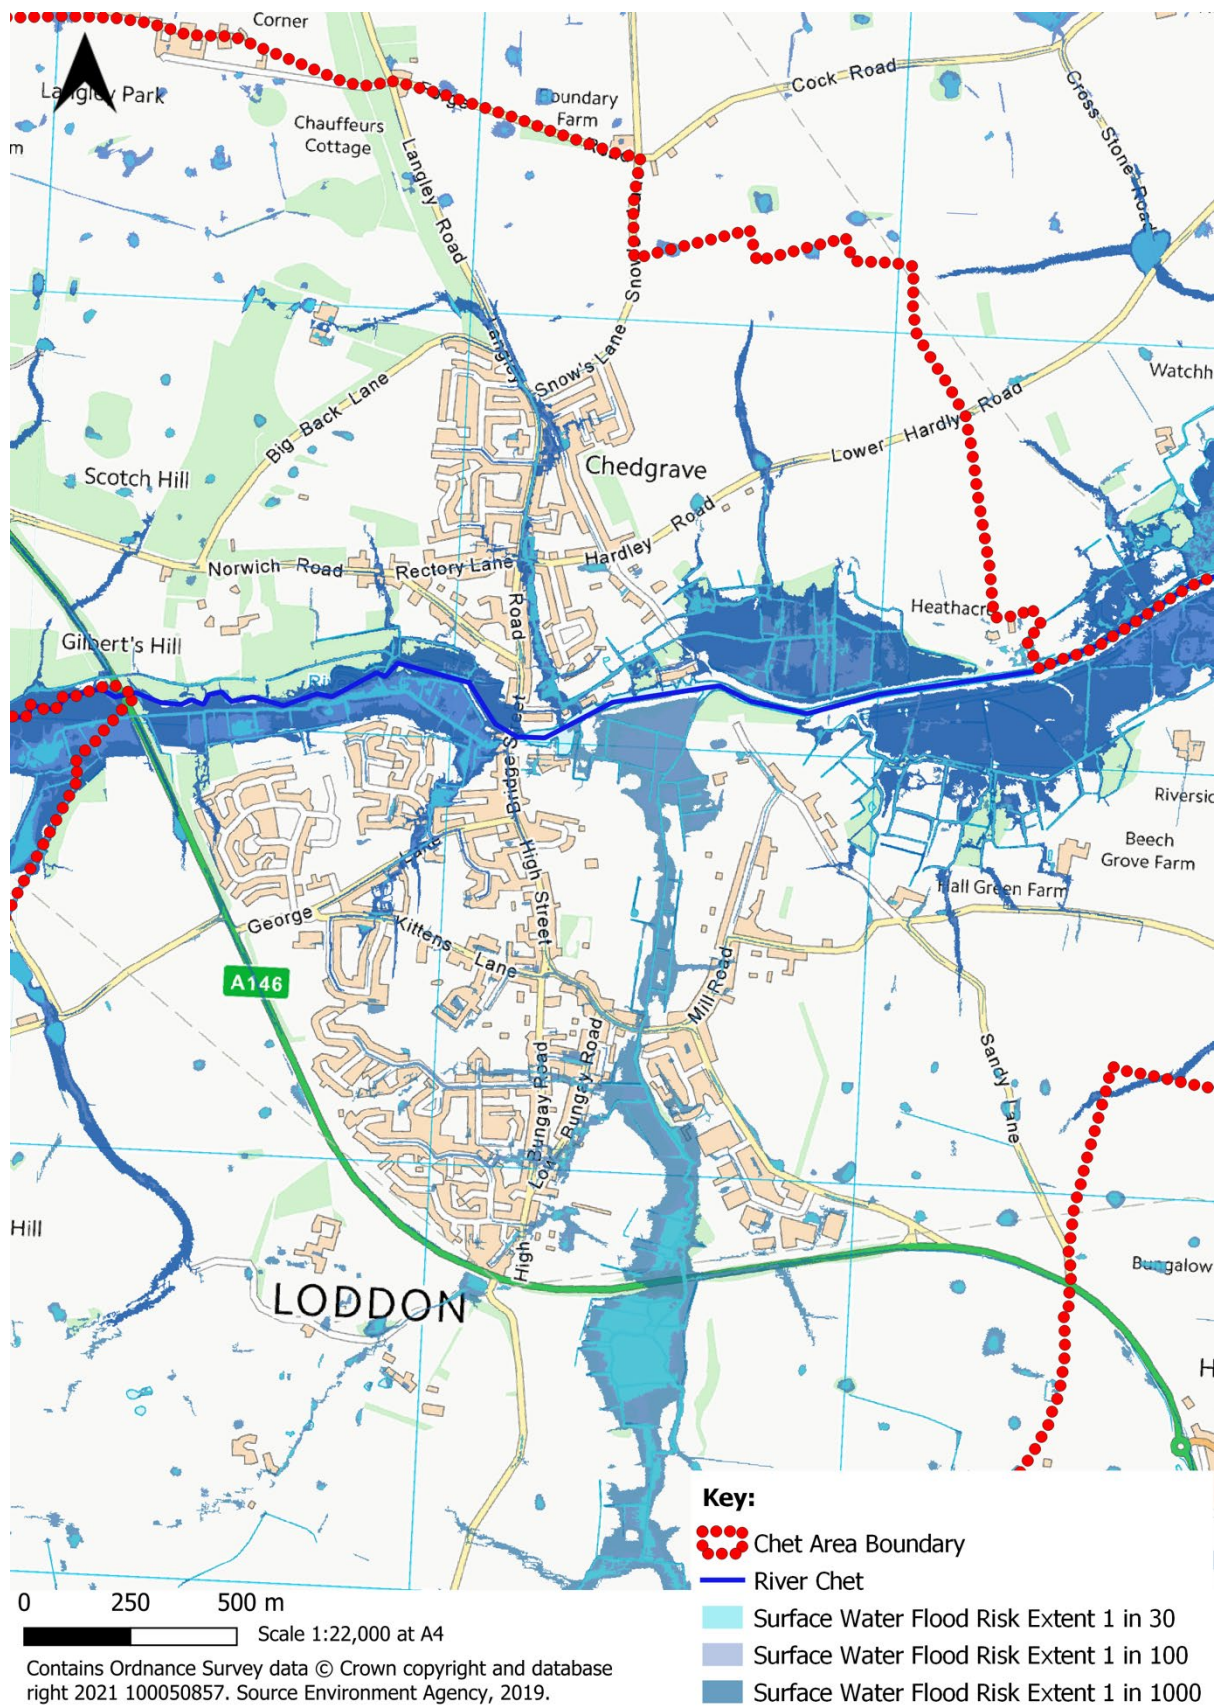 Corner
Langley Park
Chauffeurs
Cottage
Boundary
Farm
Road
Cock Road
Cross Stone Road
m
Langley Road
Snow's Lane
Langley
Big Back Lane
Watchh
Lower Hardly Road
Scotch Hill
Chedgrave
Norwich Road
Rectory Lane
Hardley Road
Road
Heathacre
Gilbert's Hill
River
Bridge Street
Riversid
Beech
Grove Farm
Hall Green Farm
George Lane
High Street
Kittens Lane
A146
Mill Road
Sandy Lane
Bungay Road
Low Bungay Road
Hill
High
Bungalow
LODDON
H
Key:
Chet Area Boundary
River Chet
Surface Water Flood Risk Extent 1 in 30
Surface Water Flood Risk Extent 1 in 100
Surface Water Flood Risk Extent 1 in 1000
0 250 500 m
Scale 1:22,000 at A4
Contains Ordnance Survey data © Crown copyright and database
right 2021 100050857. Source Environment Agency, 2019.